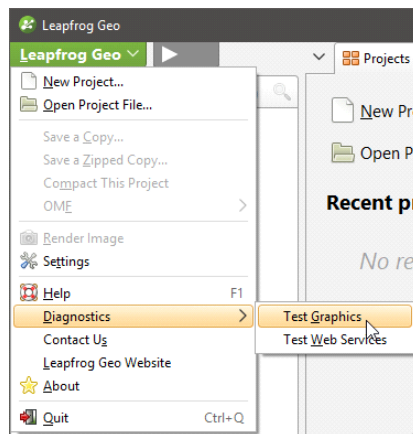 Leapfrog Geo
Leapfrog Geo
Projects
New Project...
Open Project File...
Save a Copy...
Save a Zipped Copy...
Compact This Project
OMF
Render Image
Settings
Help F1
Diagnostics
Contact Us
Leapfrog Geo Website
About
Quit Ctrl+Q
Test Graphics
Test Web Services
New Pr
Open P
Recent p
No re